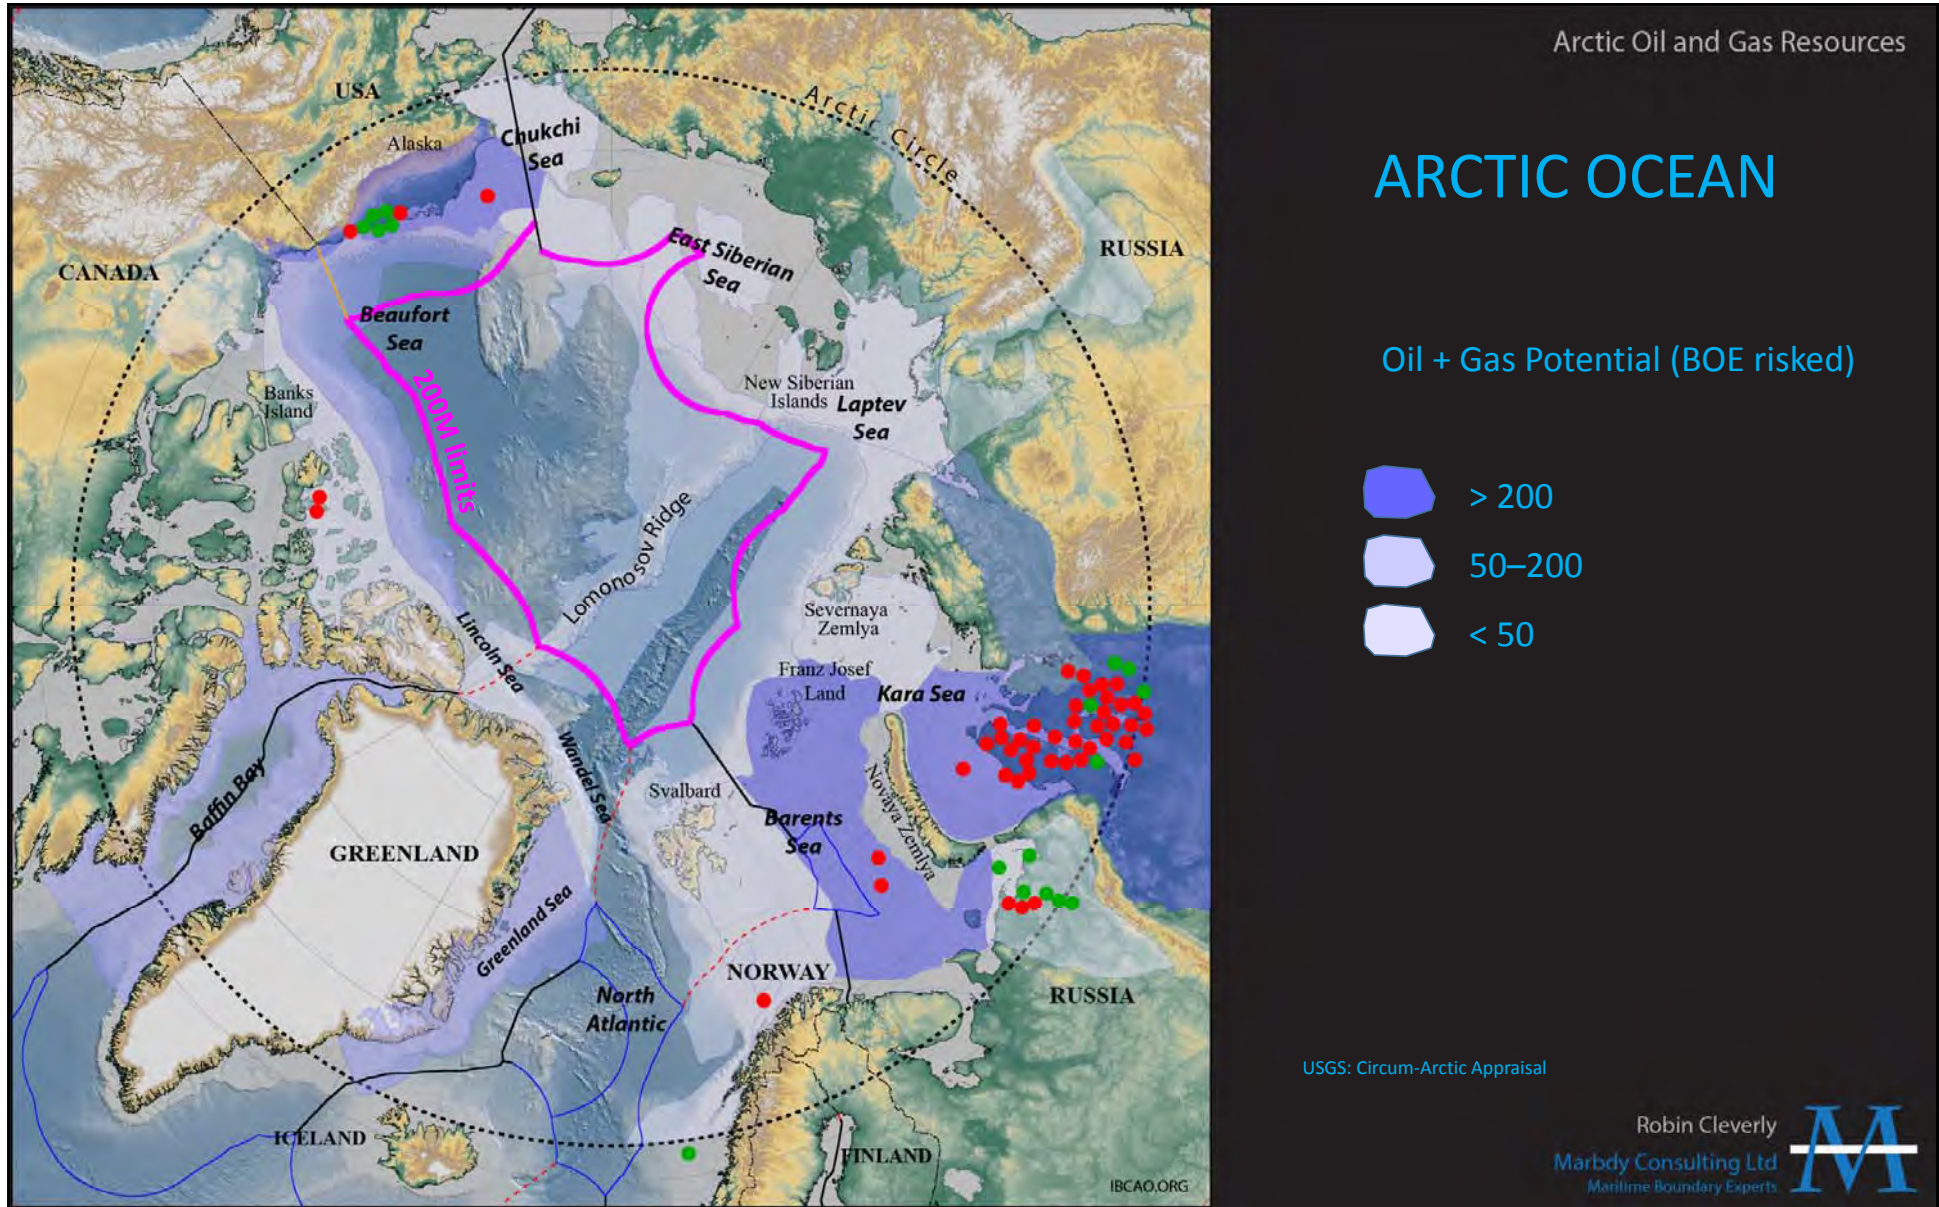 Arctic Oil and Gas Resources
ARCTIC OCEAN
Oil + Gas Potential (BOE risked)
> 200
50–200
< 50
USGS: Circum-Arctic Appraisal
Robin Cleverly
Marbdy Consulting Ltd
Maritime Boundary Experts
M
USA
Arctic Circle
Chukchi
Sea
Alaska
RUSSIA
East Siberian
Sea
CANADA
Beaufort
Sea
200M limits
Banks
Island
New Siberian
Islands
Laptev
Sea
Lomonosov Ridge
Severnaya
Zemlya
Lincoln Sea
Franz Josef
Land
Kara Sea
Wandel Sea
Svalbard
Novaya Zemlya
Baffin Bay
Barents
Sea
GREENLAND
Greenland Sea
NORWAY
North
Atlantic
RUSSIA
ICELAND
FINLAND
IBCAO.ORG